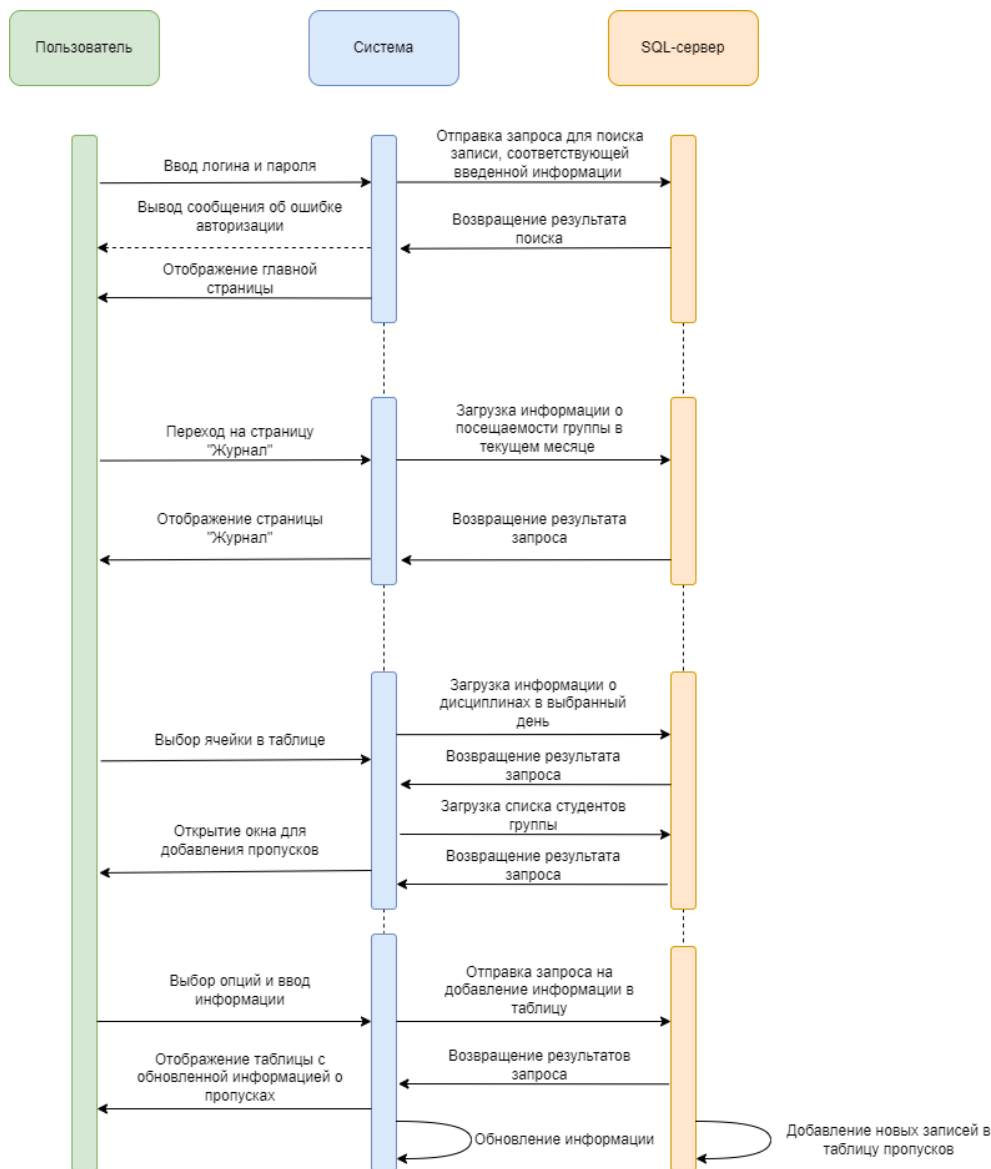 Пользователь
Система
SQL-сервер
Отправка запроса для поиска
записи, соответствующей
введенной информации
Ввод логина и пароля
Вывод сообщения об ошибке
авторизации
Возвращение результата
поиска
Отображение главной
страницы
Загрузка информации о
посещаемости группы в
текущем месяце
Переход на страницу
"Журнал"
Отображение страницы
"Журнал"
Возвращение результата
запроса
Загрузка информации о
дисциплинах в выбранный
день
Выбор ячейки в таблице
Возвращение результата
запроса
Загрузка списка студентов
группы
Открытие окна для
добавления пропусков
Возвращение результата
запроса
Выбор опций и ввод
информации
Отправка запроса на
добавление информации в
таблицу
Отображение таблицы с
обновленной информацией о
пропусках
Возвращение результатов
запроса
Обновление информации
Добавление новых записей в
таблицу пропусков